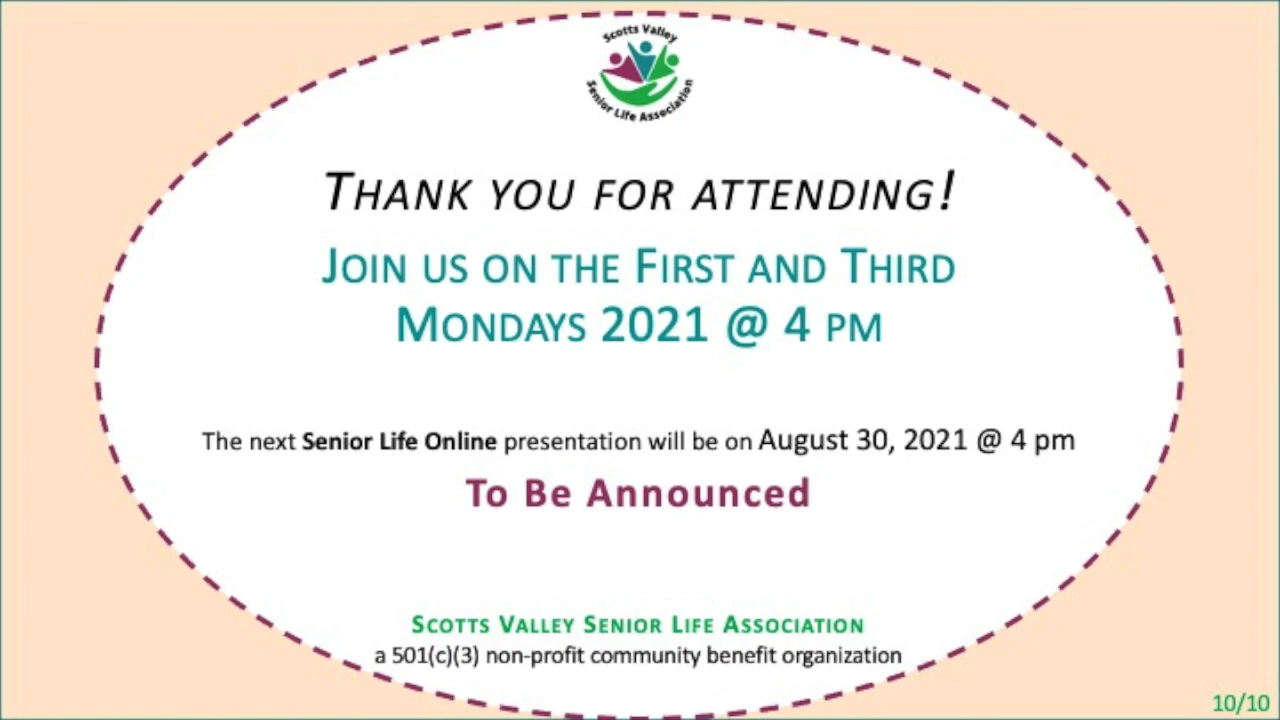 Scotts Valley
Senior Life Association
THANK YOU FOR ATTENDING!
JOIN US ON THE FIRST AND THIRD
MONDAYS 2021 @ 4 PM
The next Senior Life Online presentation will be on August 30, 2021 @ 4 pm
To Be Announced
SCOTTS VALLEY SENIOR LIFE ASSOCIATION
a 501(c)(3) non-profit community benefit organization
10/10